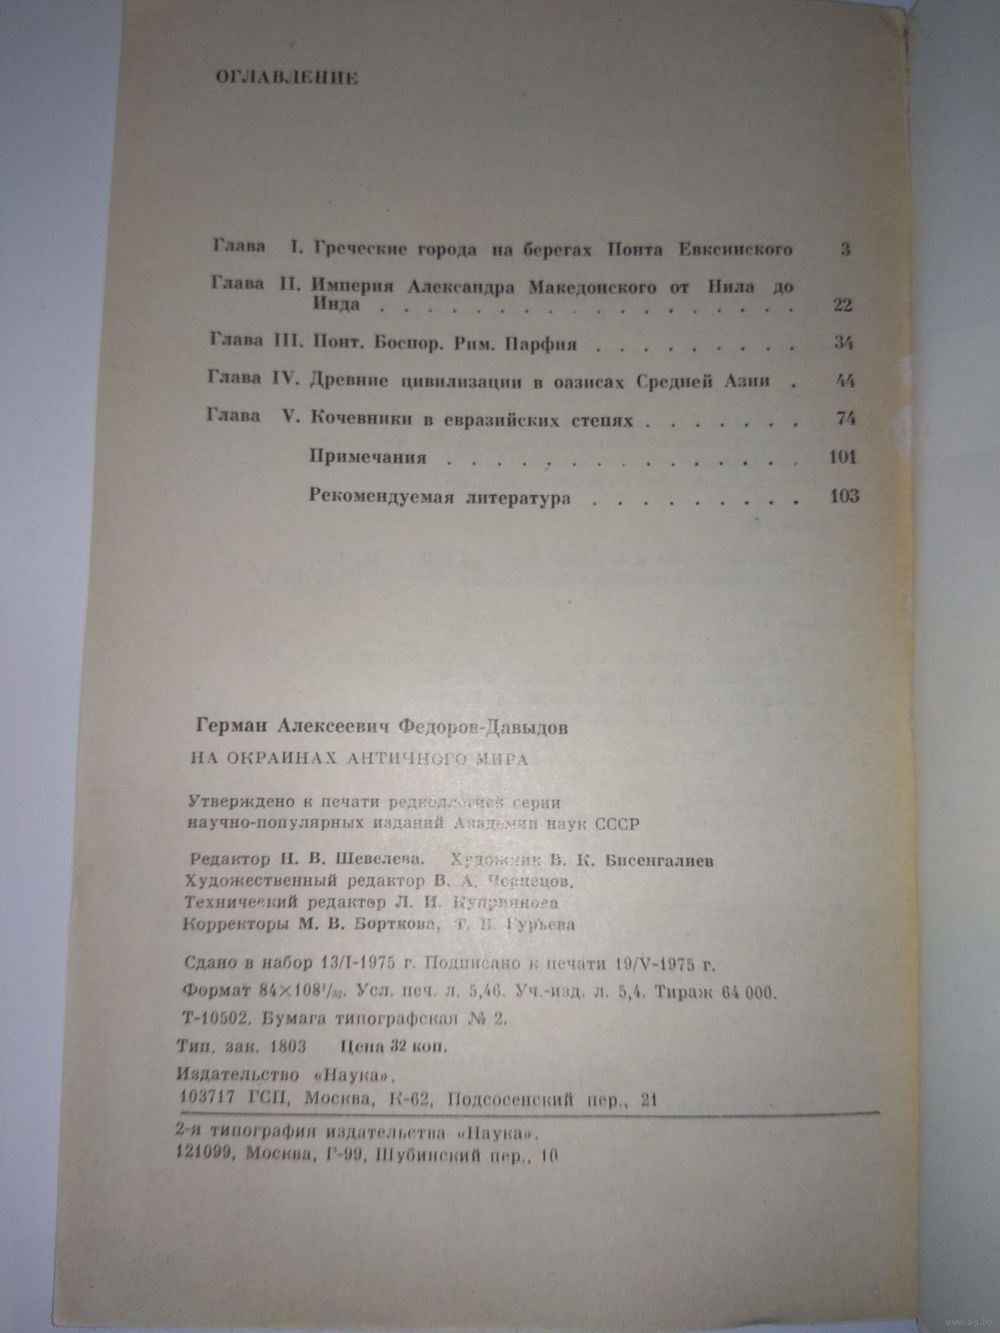 ОГЛАВЛЕНИЕ
Глава I. Греческие города на берегах Понта Евксинского 3
Глава II. Империя Александра Македонского от Нила до
Инда . . . . . . . . . . . . . . . . . . 22
Глава III. Понт. Боспор. Рим. Парфия . . . . . . . . . 34
Глава IV. Древние цивилизации в оазисах Средней Азии . 44
Глава V. Кочевники в евразийских степях . . . . . . . 74
Примечания . . . . . . . . . . . . . . 101
Рекомендуемая литература . . . . . . . . . 103
Герман Алексеевич Федоров-Давыдов
НА ОКРАИНАХ АНТИЧНОГО МИРА
Утверждено к печати редколлегией серии
научно-популярных изданий Академии наук СССР
Редактор Н. В. Шевелева. Художник В. К. Бисенгалиев
Художественный редактор В. А. Чернецов.
Технический редактор Л. И. Куприянова
Корректоры М. В. Борткова, Т. В. Гурьева
Сдано в набор 13/I-1975 г. Подписано к печати 19/V-1975 г.
Формат 84×108¹/₃₂. Усл. печ. л. 5,46. Уч.-изд. л. 5,4. Тираж 64 000.
Т-10502. Бумага типографская № 2.
Тип. зак. 1803 Цена 32 коп.
Издательство «Наука».
103717 ГСП, Москва, К-62, Подсосенский пер., 21
2-я типография издательства «Наука».
121099, Москва, Г-99, Шубинский пер., 10
www.ay.by